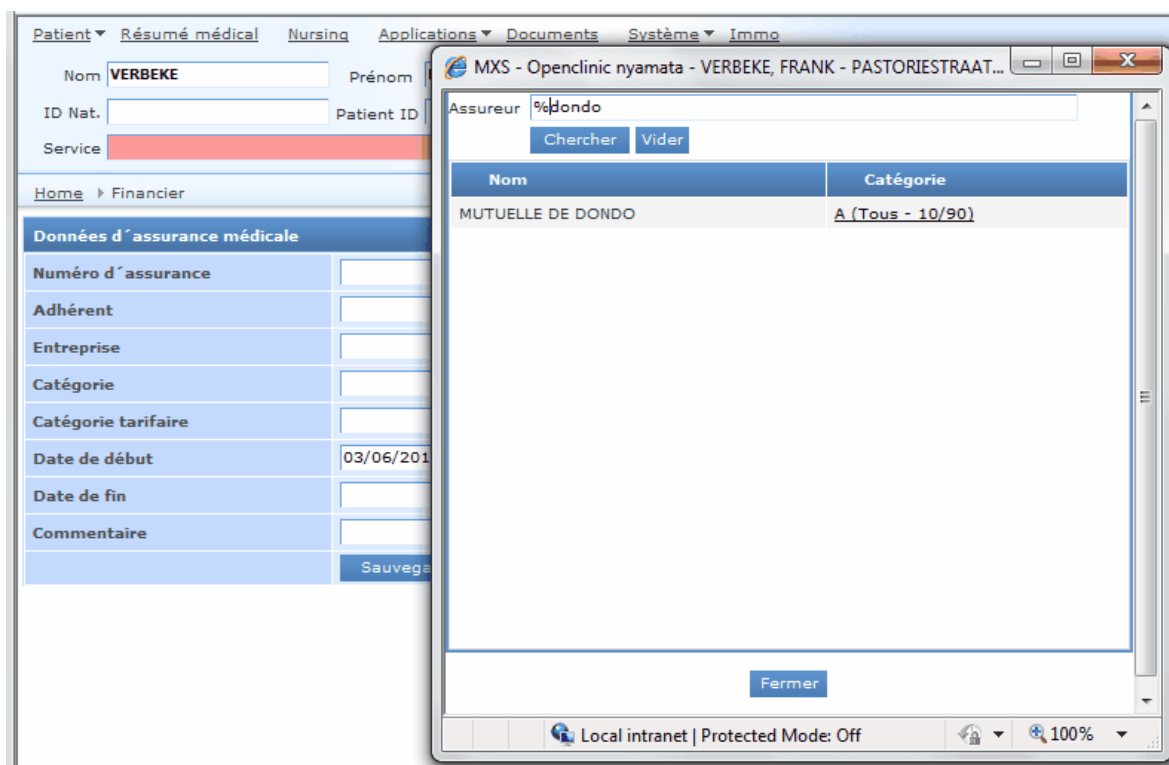 Patient Résumé médical Nursing Applications Documents Système Immo
Nom VERBEKE Prénom
ID Nat. Patient ID
Service
Home Financier
Données d´assurance médicale
Numéro d´assurance
Adhérent
Entreprise
Catégorie
Catégorie tarifaire
Date de début 03/06/201
Date de fin
Commentaire
Sauvega
MXS - Openclinic nyamata - VERBEKE, FRANK - PASTORIESTRAAT...
Assureur %dondo
Chercher Vider
Nom Catégorie
MUTUELLE DE DONDO A (Tous - 10/90)
Fermer
Local intranet | Protected Mode: Off 100%